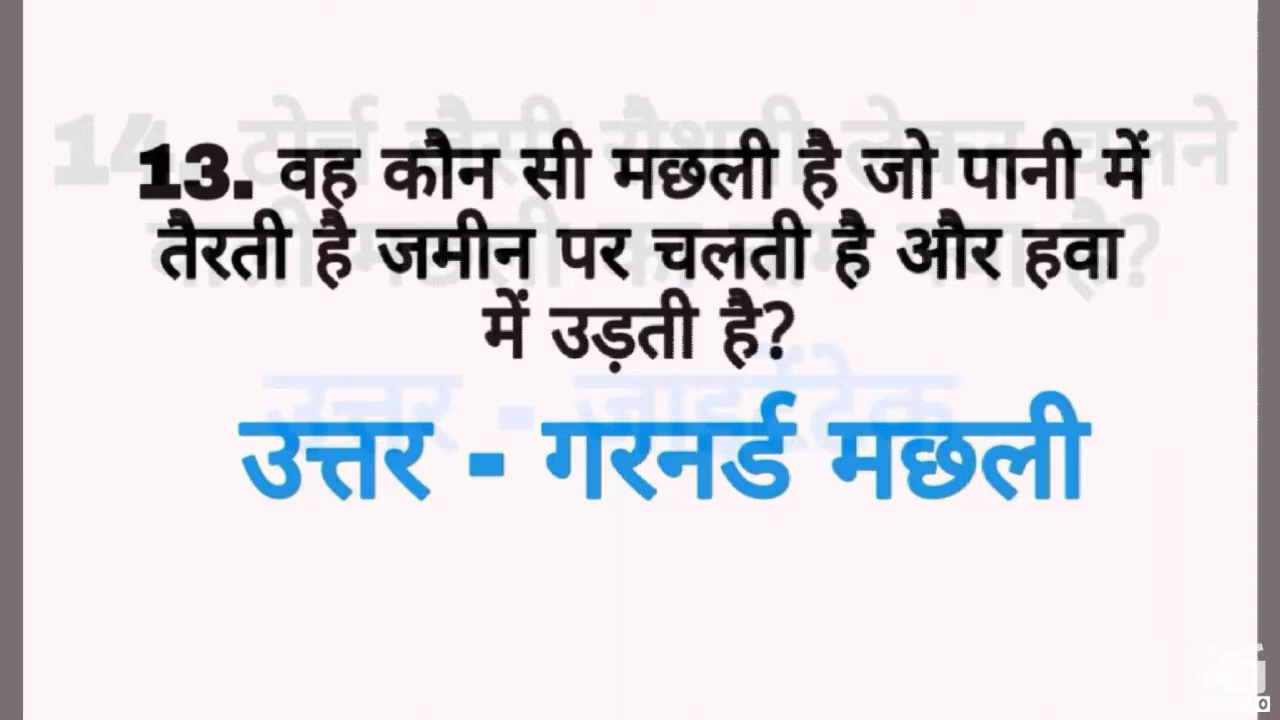 13. वह कौन सी मछली है जो पानी में
तैरती है जमीन पर चलती है और हवा
में उड़ती है?
उत्तर - गरनर्ड मछली